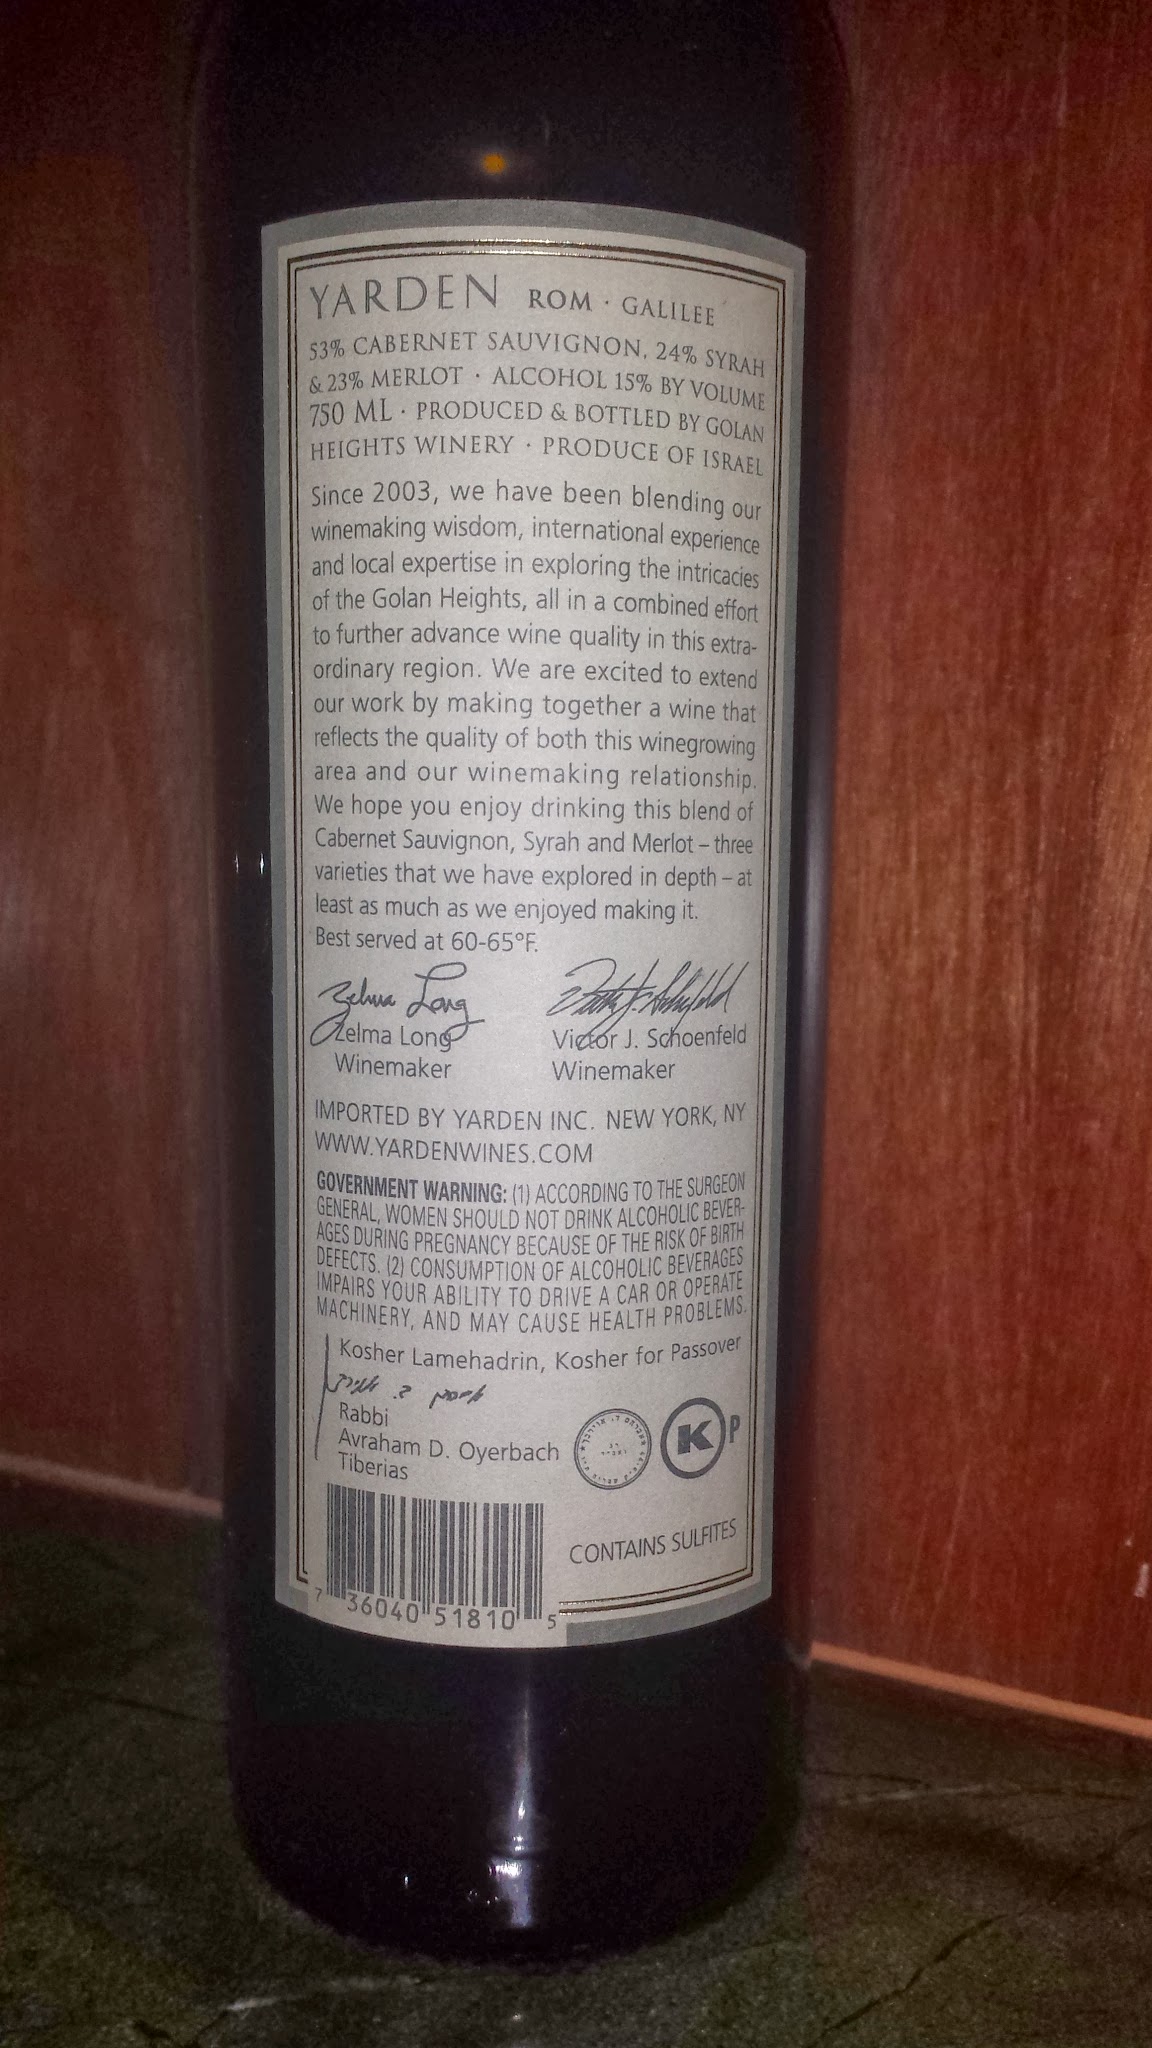 YARDEN ROM · GALILEE
53% CABERNET SAUVIGNON, 24% SYRAH
& 23% MERLOT · ALCOHOL 15% BY VOLUME
750 ML · PRODUCED & BOTTLED BY GOLAN
HEIGHTS WINERY · PRODUCE OF ISRAEL
Since 2003, we have been blending our
winemaking wisdom, international experience
and local expertise in exploring the intricacies
of the Golan Heights, all in a combined effort
to further advance wine quality in this extra-
ordinary region. We are excited to extend
our work by making together a wine that
reflects the quality of both this winegrowing
area and our winemaking relationship.
We hope you enjoy drinking this blend of
Cabernet Sauvignon, Syrah and Merlot – three
varieties that we have explored in depth – at
least as much as we enjoyed making it.
Best served at 60-65°F.
Zelma Long
Zelma Long Victor J. Schoenfeld
Winemaker Winemaker
IMPORTED BY YARDEN INC. NEW YORK, NY
WWW.YARDENWINES.COM
GOVERNMENT WARNING: (1) ACCORDING TO THE SURGEON
GENERAL, WOMEN SHOULD NOT DRINK ALCOHOLIC BEVER-
AGES DURING PREGNANCY BECAUSE OF THE RISK OF BIRTH
DEFECTS. (2) CONSUMPTION OF ALCOHOLIC BEVERAGES
IMPAIRS YOUR ABILITY TO DRIVE A CAR OR OPERATE
MACHINERY, AND MAY CAUSE HEALTH PROBLEMS.
Kosher Lamehadrin, Kosher for Passover
Rabbi
Avraham D. Oyerbach
Tiberias
K P
CONTAINS SULFITES
7 36040 51810 5